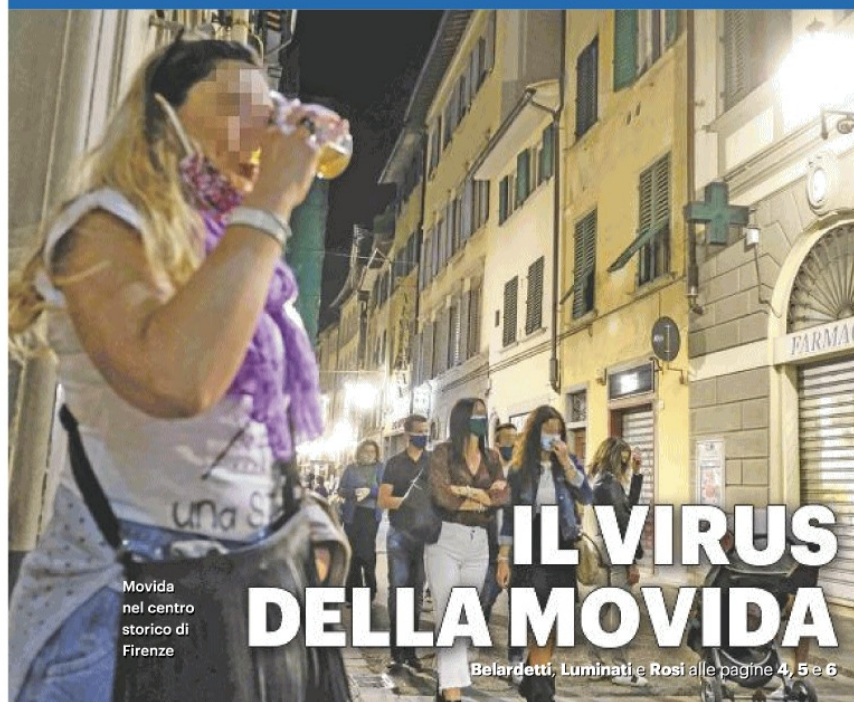 FARMAC
una S
IL VIRUS
DELLA MOVIDA
Movida
nel centro
storico di
Firenze
Belardetti, Luminati e Rosi alle pagine 4, 5 e 6